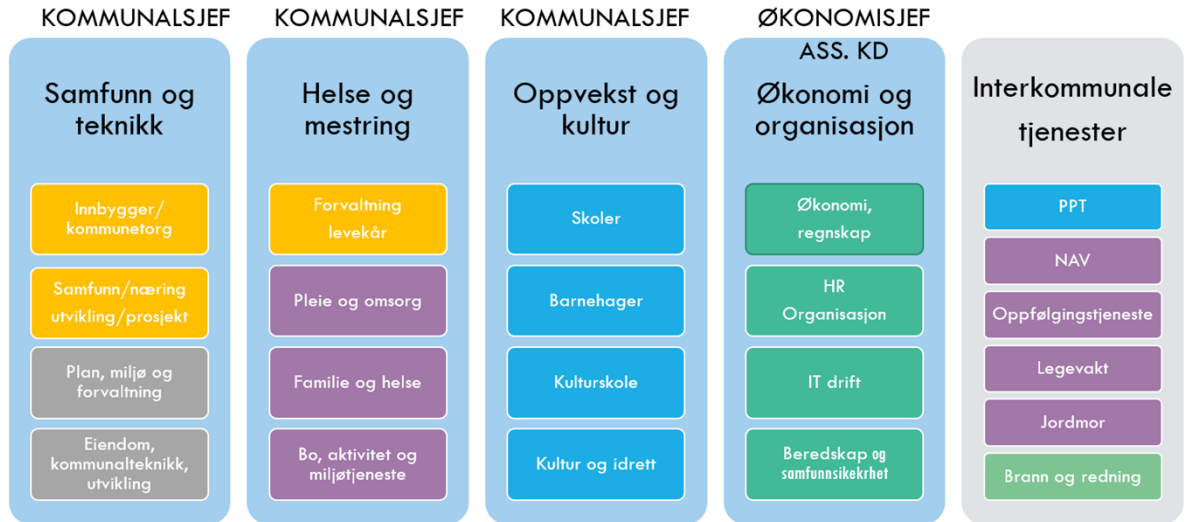 KOMMUNALSJEF
Samfunn og
teknikk
Innbygger/
kommunetorg
Samfunn/næring
utvikling/prosjekt
Plan, miljø og
forvaltning
Eiendom,
kommunalteknikk,
utvikling
KOMMUNALSJEF
Helse og
mestring
Forvaltning
levekår
Pleie og omsorg
Familie og helse
Bo, aktivitet og
miljøtjeneste
KOMMUNALSJEF
Oppvekst og
kultur
Skoler
Barnehager
Kulturskole
Kultur og idrett
ØKONOMISJEF
ASS. KD
Økonomi og
organisasjon
Økonomi,
regnskap
HR
Organisasjon
IT drift
Beredskap og
samfunnsikekrhet
Interkommunale
tjenester
PPT
NAV
Oppfølgingstjeneste
Legevakt
Jordmor
Brann og redning